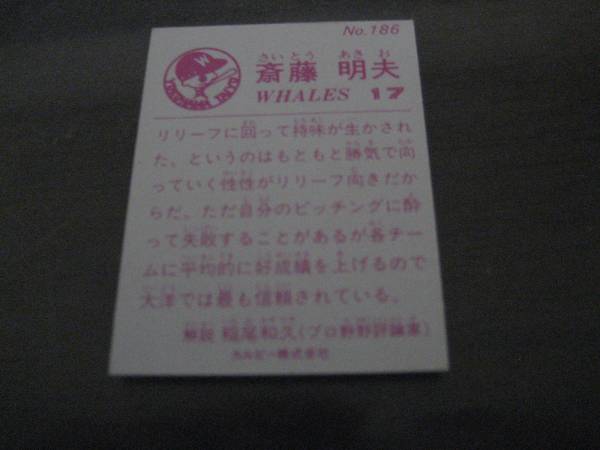 No.186
さいとう あきお
斎藤 明夫
WHALES 17
リリーフに回って持味が生かされ
た。というのはもともと勝気で向
っていく性性がリリーフ向きだか
らだ。ただ自分のピッチングに酔
って失敗することがあるが各チー
ムに平均的に好成績を上げるので
大洋では最も信頼されている。
解説 稲尾和久(プロ野野評論家)
カルビー株式会社